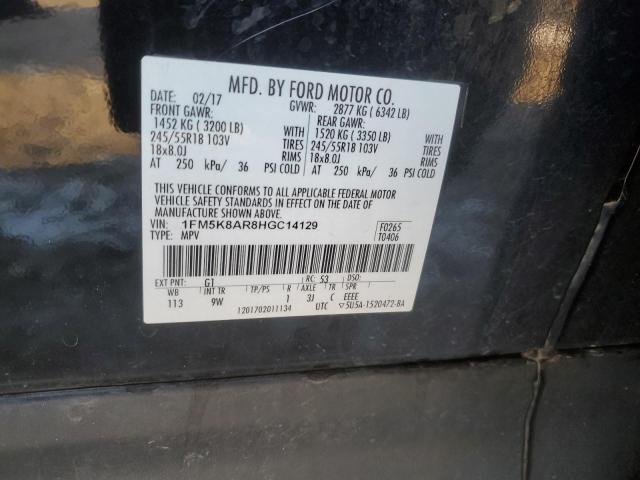 MFD. BY FORD MOTOR CO.
DATE: 02/17 GVWR: 2877 KG ( 6342 LB)
FRONT GAWR: REAR GAWR:
1452 KG ( 3200 LB) WITH 1520 KG ( 3350 LB) WITH
245/55R18 103V TIRES 245/55R18 103V TIRES
18x8.0J RIMS 18x8.0J RIMS
AT 250 kPa/ 36 PSI COLD AT 250 kPa/ 36 PSI COLD
THIS VEHICLE CONFORMS TO ALL APPLICABLE FEDERAL MOTOR
VEHICLE SAFETY STANDARDS IN EFFECT ON THE DATE OF
MANUFACTURE SHOWN ABOVE.
VIN: 1FM5K8AR8HGC14129 F0265
TYPE: MPV T0406
EXT PNT: G1 RC: 53 DSO:
WB INT TR TP/PS R AXLE TR SPR
113 9W 1 3J C EEEE
1201702011134 UTC 5U5A-1520472-BA